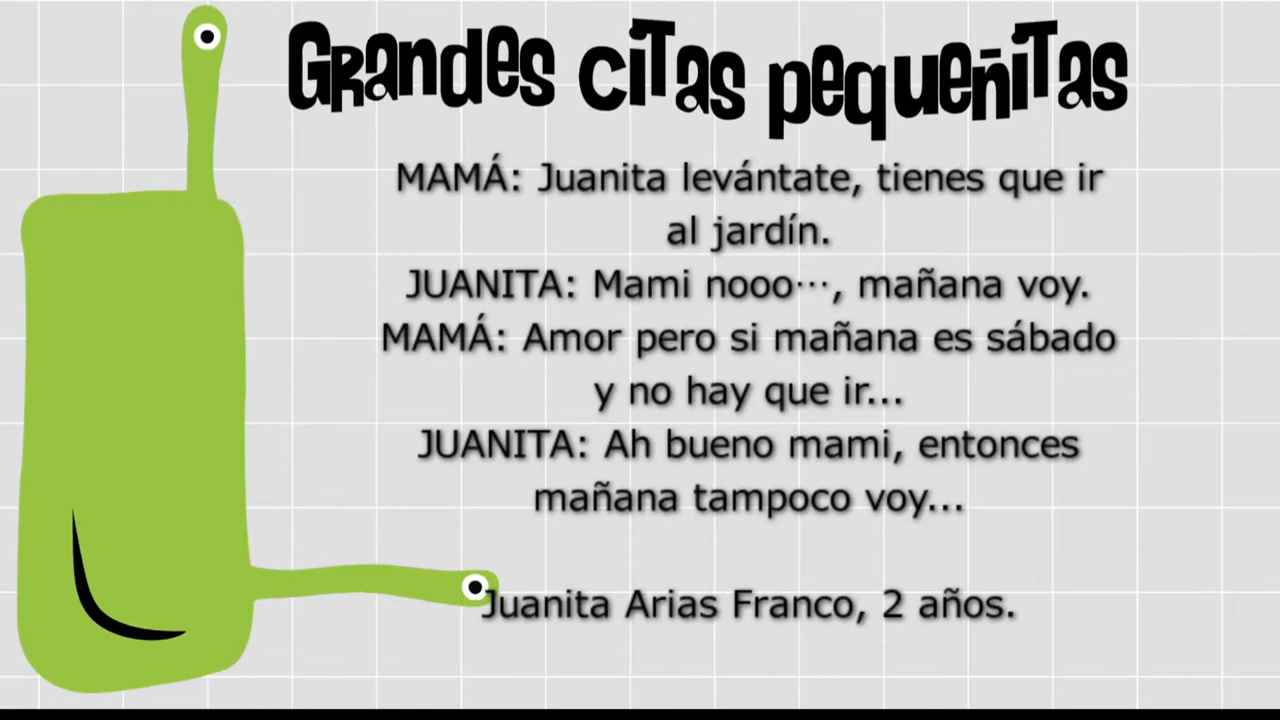 Grandes citas pequeñitas
MAMÁ: Juanita levántate, tienes que ir
al jardín.
JUANITA: Mami nooo···, mañana voy.
MAMÁ: Amor pero si mañana es sábado
y no hay que ir...
JUANITA: Ah bueno mami, entonces
mañana tampoco voy...
Juanita Arias Franco, 2 años.